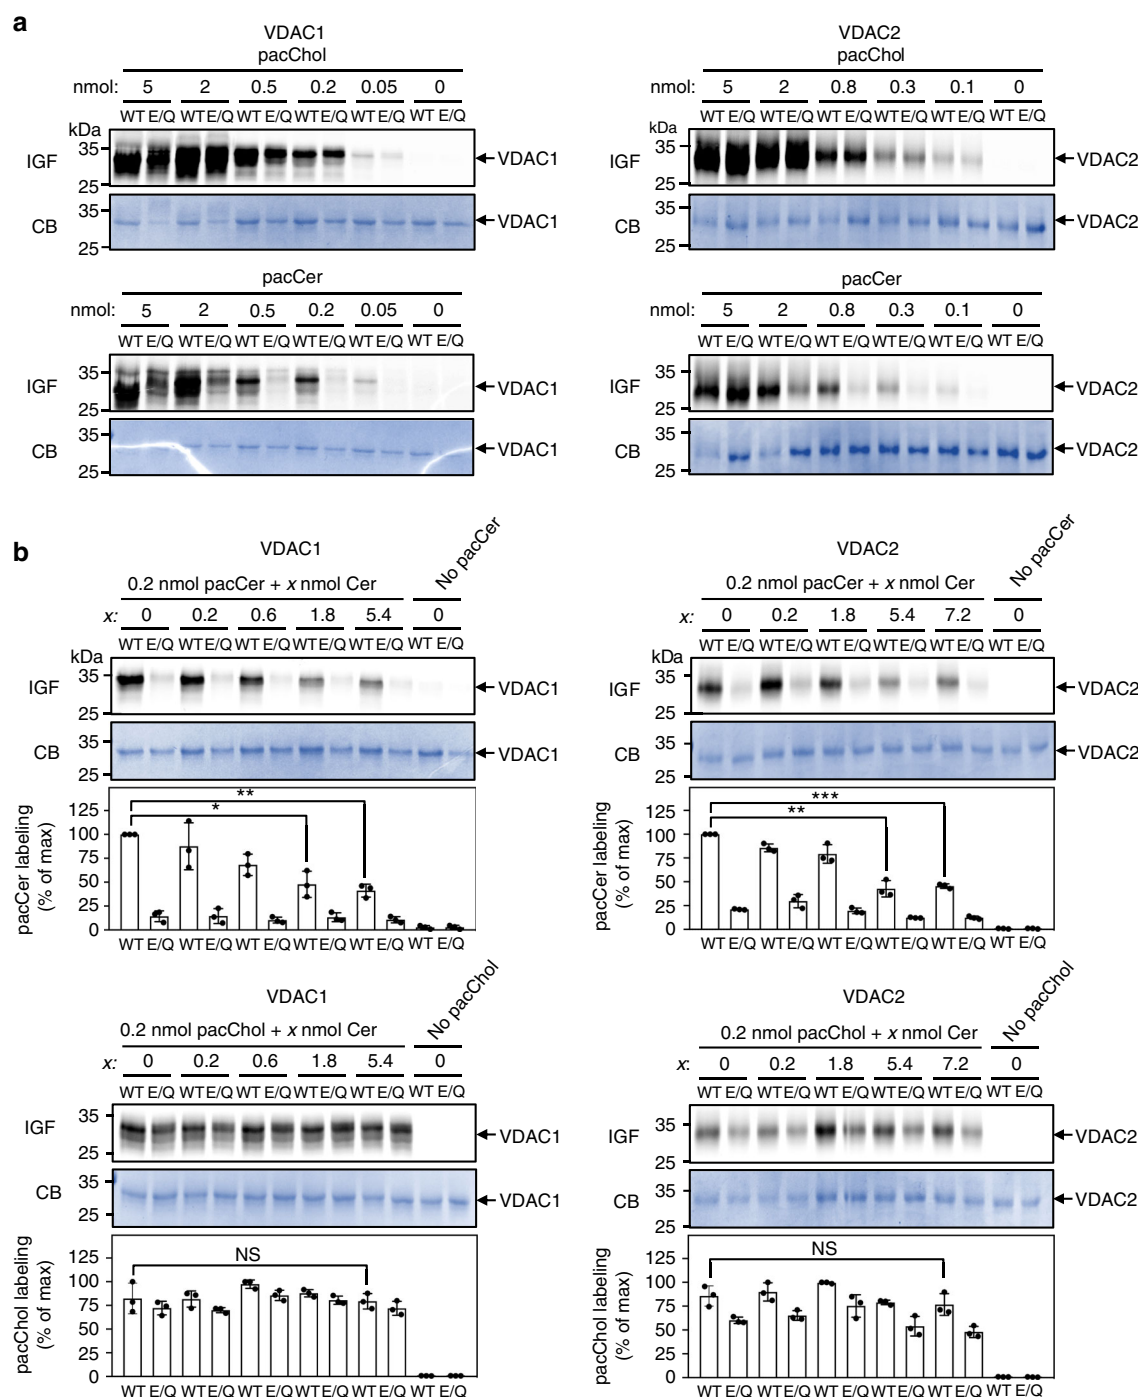 a
VDAC1
pacChol
nmol: 5 2 0.5 0.2 0.05 0
WT E/Q WT E/Q WT E/Q WT E/Q WT E/Q WT E/Q
kDa
35
IGF
VDAC1
25
35
CB
VDAC1
25
pacCer
nmol: 5 2 0.5 0.2 0.05 0
WT E/Q WT E/Q WT E/Q WT E/Q WT E/Q WT E/Q
35
IGF
VDAC1
25
35
CB
VDAC1
25
VDAC2
pacChol
nmol: 5 2 0.8 0.3 0.1 0
WT E/Q WT E/Q WT E/Q WT E/Q WT E/Q WT E/Q
kDa
35
IGF
VDAC2
25
35
CB
VDAC2
25
pacCer
nmol: 5 2 0.8 0.3 0.1 0
WT E/Q WT E/Q WT E/Q WT E/Q WT E/Q WT E/Q
35
IGF
VDAC2
25
35
CB
VDAC2
25
b
VDAC1
No pacCer
0.2 nmol pacCer + x nmol Cer
x: 0 0.2 0.6 1.8 5.4 0
WT E/Q WT E/Q WT E/Q WT E/Q WT E/Q WT E/Q
kDa
35
IGF
VDAC1
25
35
CB
VDAC1
25
pacCer labeling
(% of max)
125
100
75
50
25
0
**
*
WT E/Q WT E/Q WT E/Q WT E/Q WT E/Q WT E/Q
VDAC2
No pacCer
0.2 nmol pacCer + x nmol Cer
x: 0 0.2 1.8 5.4 7.2 0
WT E/Q WT E/Q WT E/Q WT E/Q WT E/Q WT E/Q
kDa
35
IGF
VDAC2
25
35
CB
VDAC2
25
pacCer labeling
(% of max)
125
100
75
50
25
0
***
**
WT E/Q WT E/Q WT E/Q WT E/Q WT E/Q WT E/Q
VDAC1
No pacChol
0.2 nmol pacChol + x nmol Cer
x: 0 0.2 0.6 1.8 5.4 0
WT E/Q WT E/Q WT E/Q WT E/Q WT E/Q WT E/Q
35
IGF
VDAC1
25
35
CB
VDAC1
25
pacChol labeling
(% of max)
125
100
75
50
25
0
NS
WT E/Q WT E/Q WT E/Q WT E/Q WT E/Q WT E/Q
VDAC2
No pacChol
0.2 nmol pacChol + x nmol Cer
x: 0 0.2 1.8 5.4 7.2 0
WT E/Q WT E/Q WT E/Q WT E/Q WT E/Q WT E/Q
35
IGF
VDAC2
25
35
CB
VDAC2
25
pacChol labeling
(% of max)
125
100
75
50
25
0
NS
WT E/Q WT E/Q WT E/Q WT E/Q WT E/Q WT E/Q